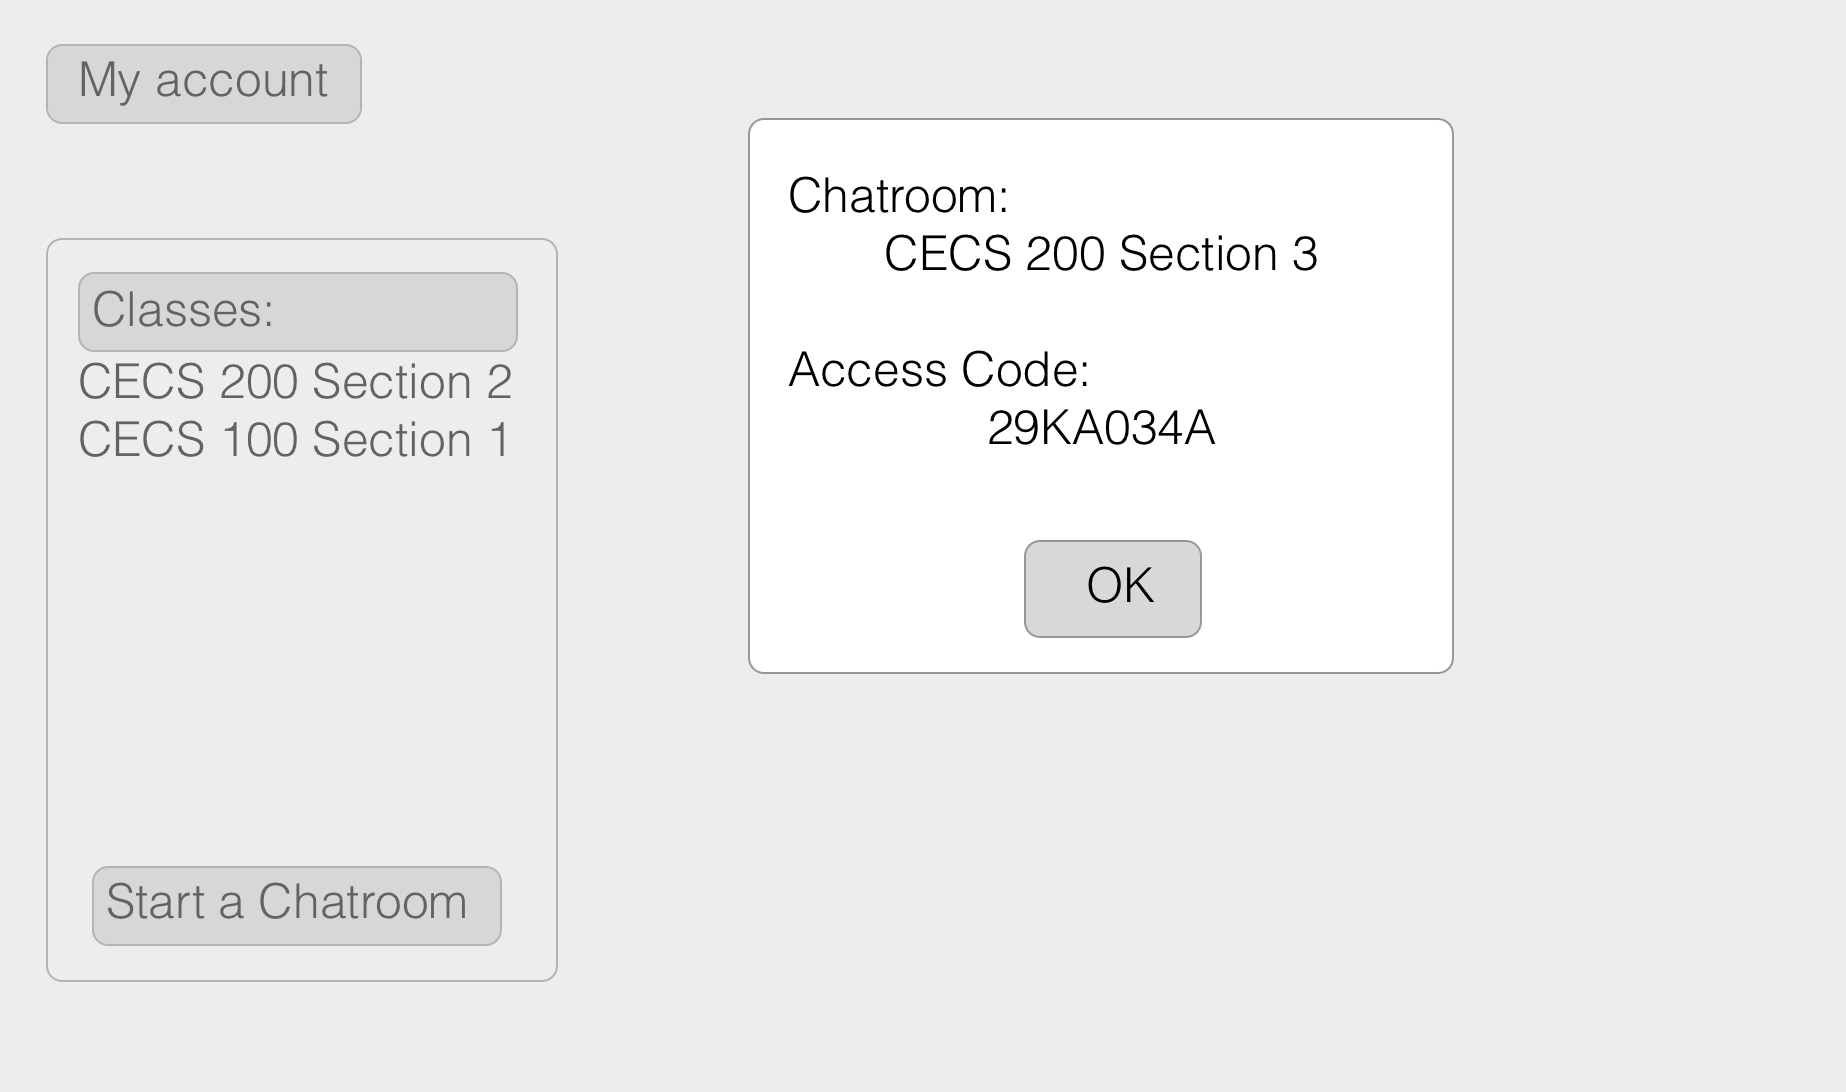 My account
Classes:
CECS 200 Section 2
CECS 100 Section 1
Start a Chatroom
Chatroom:
CECS 200 Section 3
Access Code:
29KA034A
OK